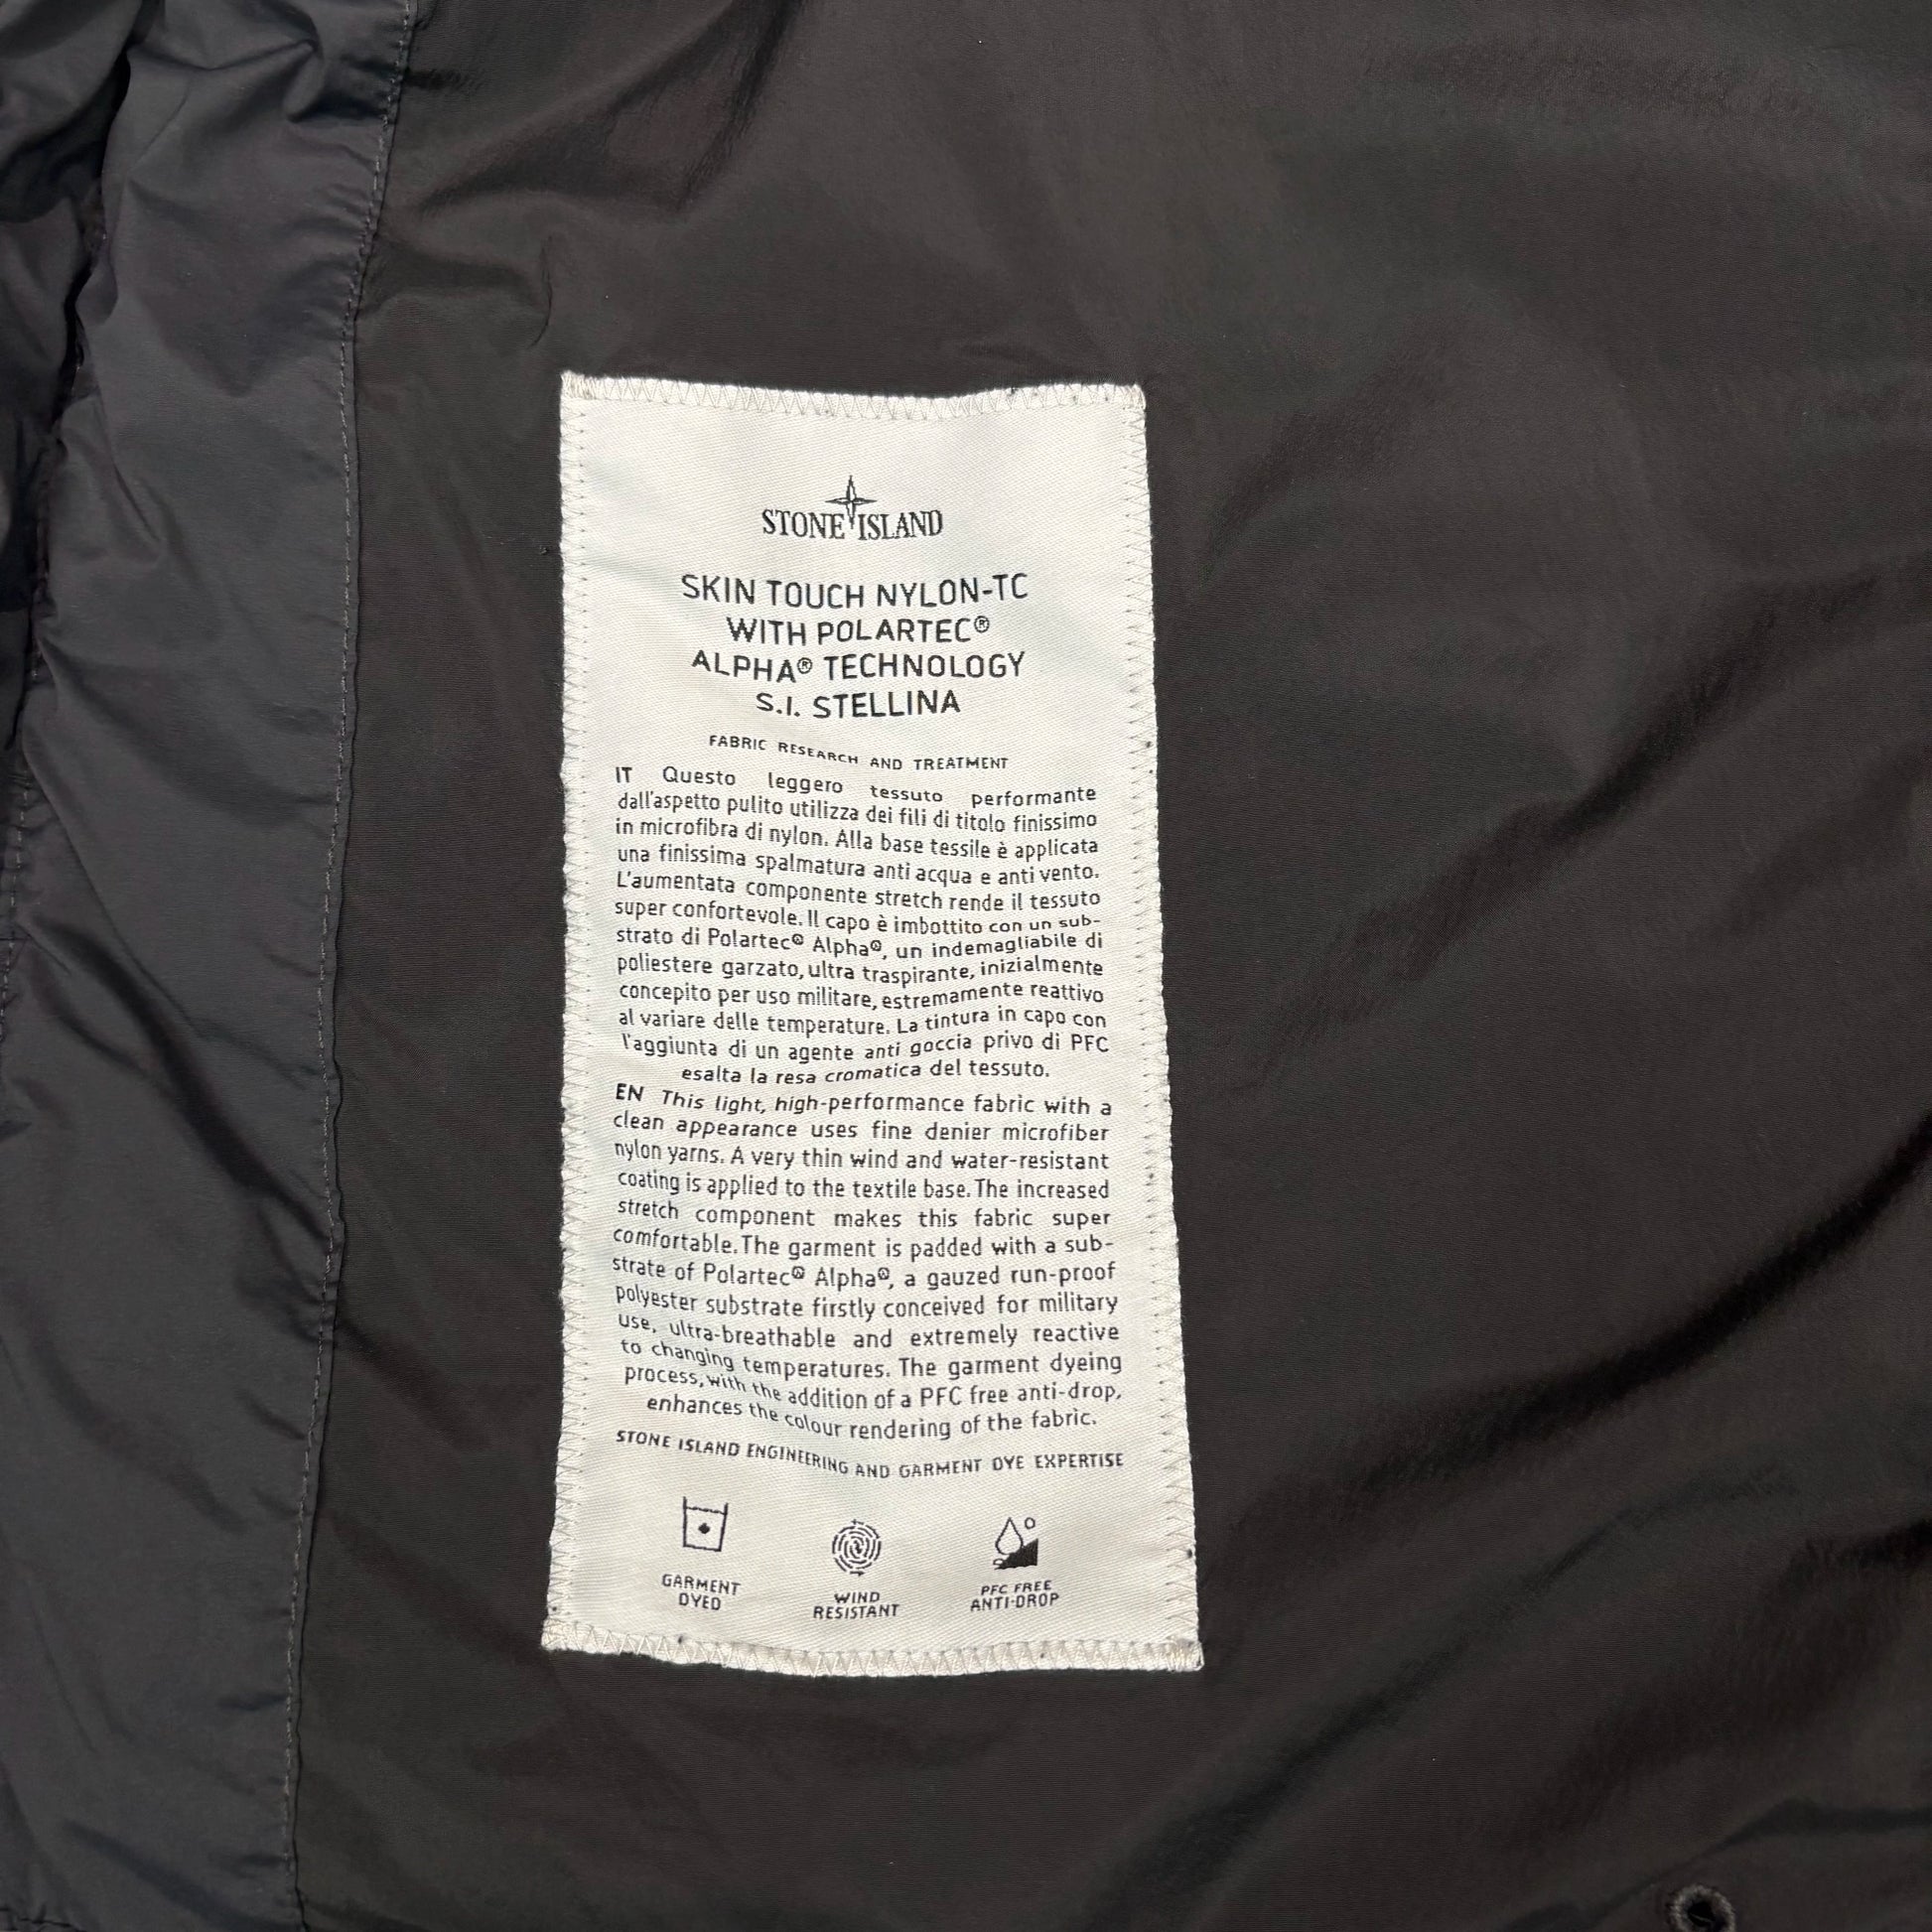 STONE ISLAND
SKIN TOUCH NYLON-TC
WITH POLARTEC®
ALPHA® TECHNOLOGY
S.I. STELLINA
FABRIC RESEARCH AND TREATMENT
IT Questo leggero tessuto performante
dall'aspetto pulito utilizza dei fili di titolo finissimo
in microfibra di nylon. Alla base tessile è applicata
una finissima spalmatura anti acqua e anti vento.
L'aumentata componente stretch rende il tessuto
super confortevole. Il capo è imbottito con un sub-
strato di Polartec® Alpha®, un indemagliabile di
poliestere garzato, ultra traspirante, inizialmente
concepito per uso militare, estremamente reattivo
al variare delle temperature. La tintura in capo con
l'aggiunta di un agente anti goccia privo di PFC
esalta la resa cromatica del tessuto.
EN This light, high-performance fabric with a
clean appearance uses fine denier microfiber
nylon yarns. A very thin wind and water-resistant
coating is applied to the textile base. The increased
stretch component makes this fabric super
comfortable. The garment is padded with a sub-
strate of Polartec® Alpha®, a gauzed run-proof
polyester substrate firstly conceived for military
use, ultra-breathable and extremely reactive
to changing temperatures. The garment dyeing
process, with the addition of a PFC free anti-drop,
enhances the colour rendering of the fabric.
STONE ISLAND ENGINEERING AND GARMENT DYE EXPERTISE
GARMENT
DYED
WIND
RESISTANT
PFC FREE
ANTI-DROP